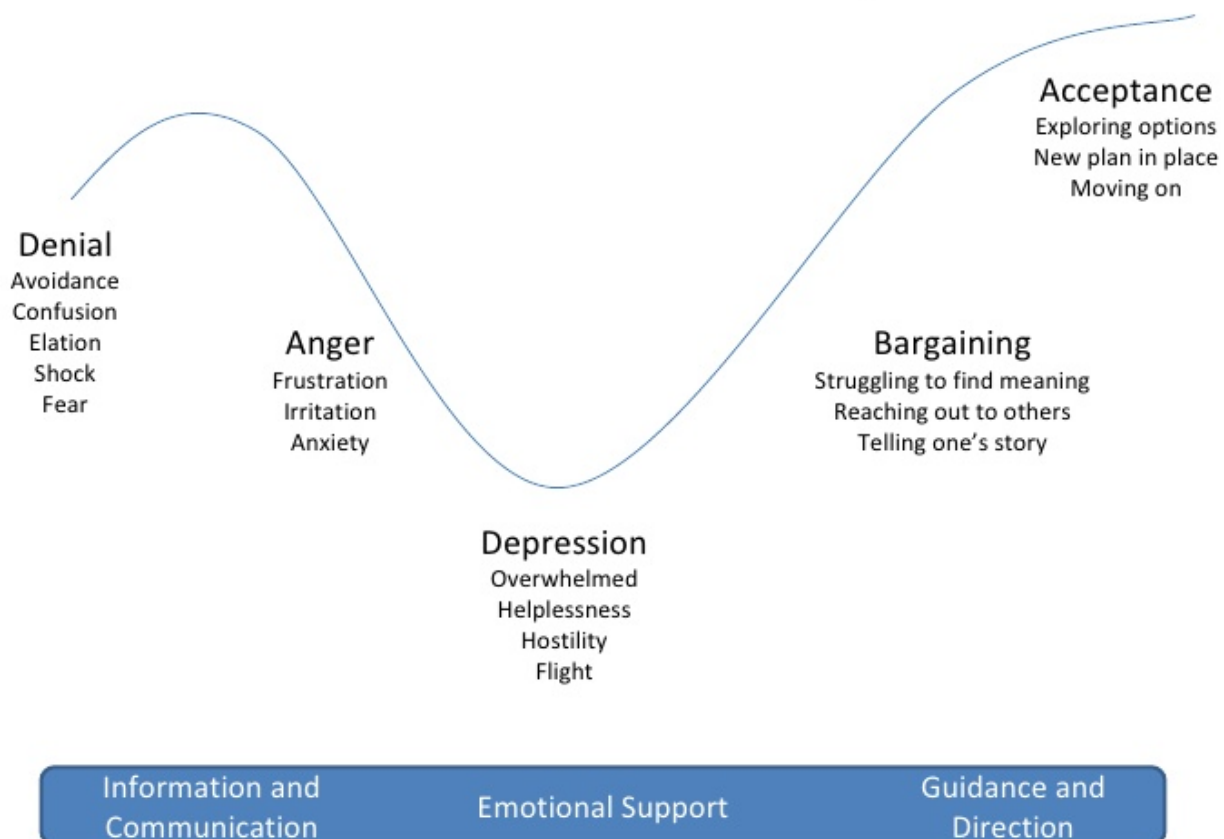 Denial
Avoidance
Confusion
Elation
Shock
Fear
Anger
Frustration
Irritation
Anxiety
Depression
Overwhelmed
Helplessness
Hostility
Flight
Bargaining
Struggling to find meaning
Reaching out to others
Telling one’s story
Acceptance
Exploring options
New plan in place
Moving on
Information and
Communication
Emotional Support
Guidance and
Direction